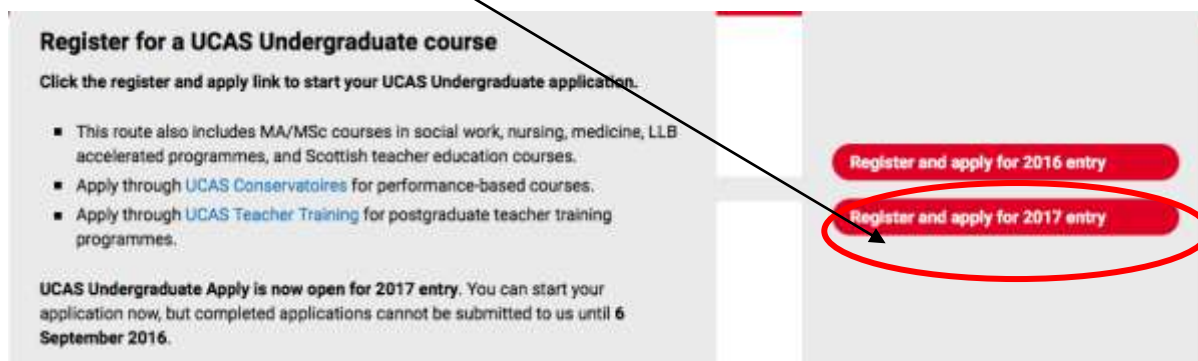 Register for a UCAS Undergraduate course
Click the register and apply link to start your UCAS Undergraduate application.
This route also includes MA/MSc courses in social work, nursing, medicine, LLB
accelerated programmes, and Scottish teacher education courses.
Apply through UCAS Conservatoires for performance-based courses.
Apply through UCAS Teacher Training for postgraduate teacher training
programmes.
UCAS Undergraduate Apply is now open for 2017 entry. You can start your
application now, but completed applications cannot be submitted to us until 6
September 2016.
Register and apply for 2016 entry
Register and apply for 2017 entry